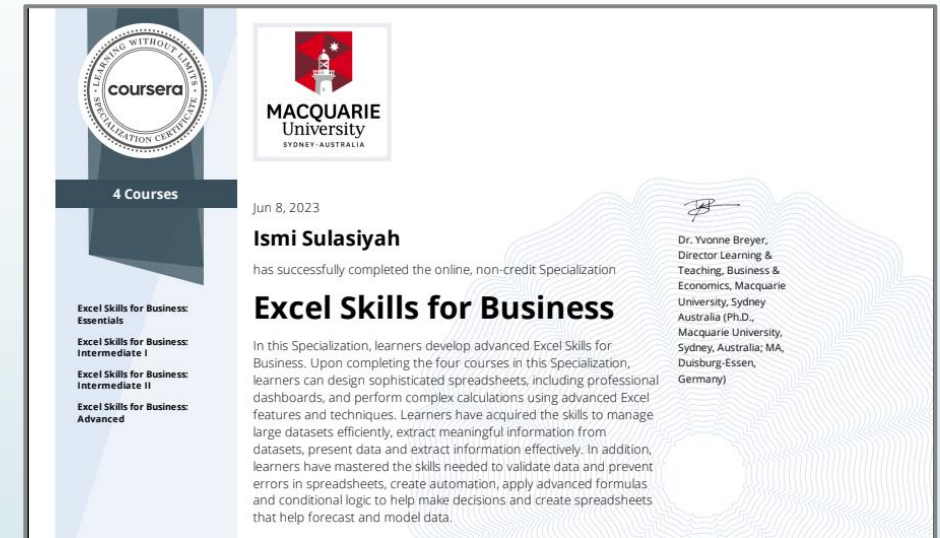 LEARNING WITHOUT LIMITS
coursera
SPECIALIZATION CERTIFICATE
4 Courses
Excel Skills for Business:
Essentials
Excel Skills for Business:
Intermediate I
Excel Skills for Business:
Intermediate II
Excel Skills for Business:
Advanced
MACQUARIE
University
SYDNEY·AUSTRALIA
Jun 8, 2023
Ismi Sulasiyah
has successfully completed the online, non-credit Specialization
Excel Skills for Business
In this Specialization, learners develop advanced Excel Skills for
Business. Upon completing the four courses in this Specialization,
learners can design sophisticated spreadsheets, including professional
dashboards, and perform complex calculations using advanced Excel
features and techniques. Learners have acquired the skills to manage
large datasets efficiently, extract meaningful information from
datasets, present data and extract information effectively. In addition,
learners have mastered the skills needed to validate data and prevent
errors in spreadsheets, create automation, apply advanced formulas
and conditional logic to help make decisions and create spreadsheets
that help forecast and model data.
Dr. Yvonne Breyer,
Director Learning &
Teaching, Business &
Economics, Macquarie
University, Sydney
Australia (Ph.D.,
Macquarie University,
Sydney, Australia; MA,
Duisburg-Essen,
Germany)